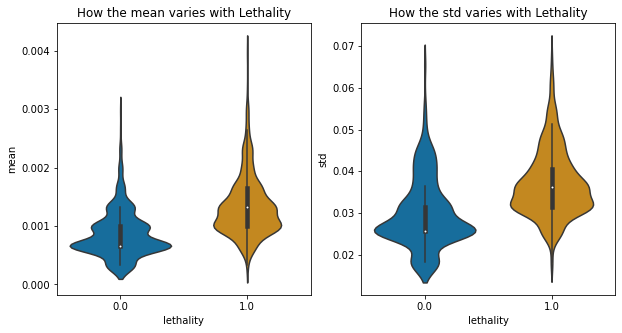 How the mean varies with Lethality
0.004
0.003
0.002
0.001
0.000
mean
0.0
1.0
lethality
How the std varies with Lethality
0.07
0.06
0.05
0.04
0.03
0.02
std
0.0
1.0
lethality